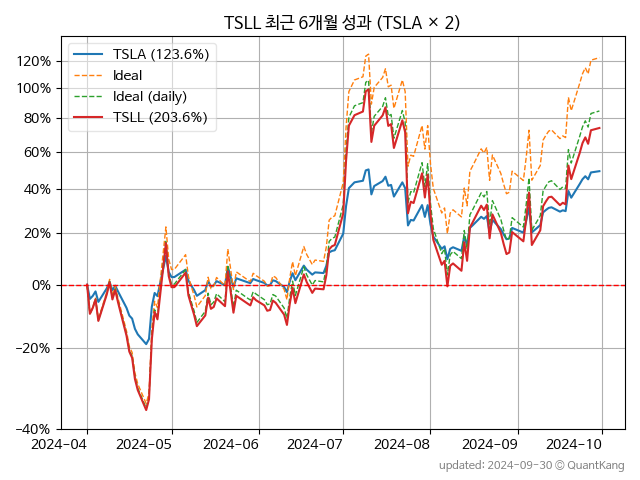 TSLL 최근 6개월 성과 (TSLA × 2)
TSLA (123.6%)
Ideal
Ideal (daily)
TSLL (203.6%)
120%
100%
80%
60%
40%
20%
0%
−20%
−40%
2024-04 2024-05 2024-06 2024-07 2024-08 2024-09 2024-10
updated: 2024-09-30 © QuantKang